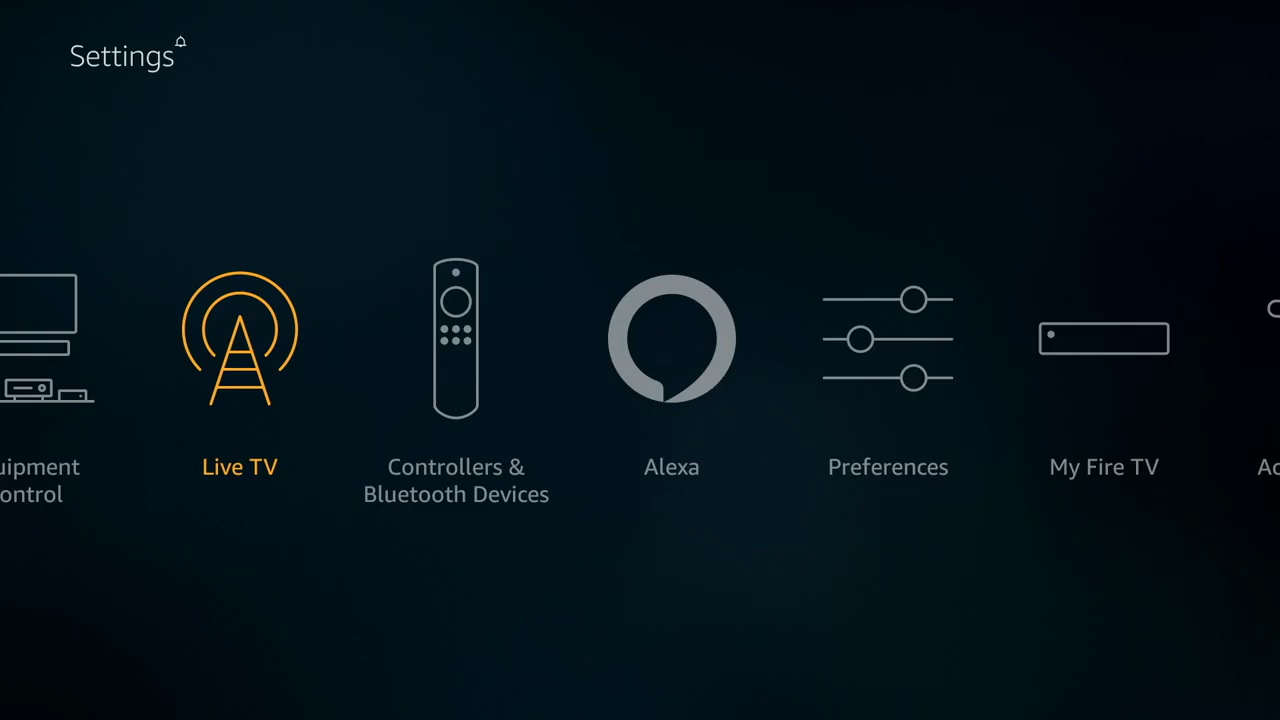 Settings
uipment
ontrol
Live TV
Controllers &
Bluetooth Devices
Alexa
Preferences
My Fire TV
Ac